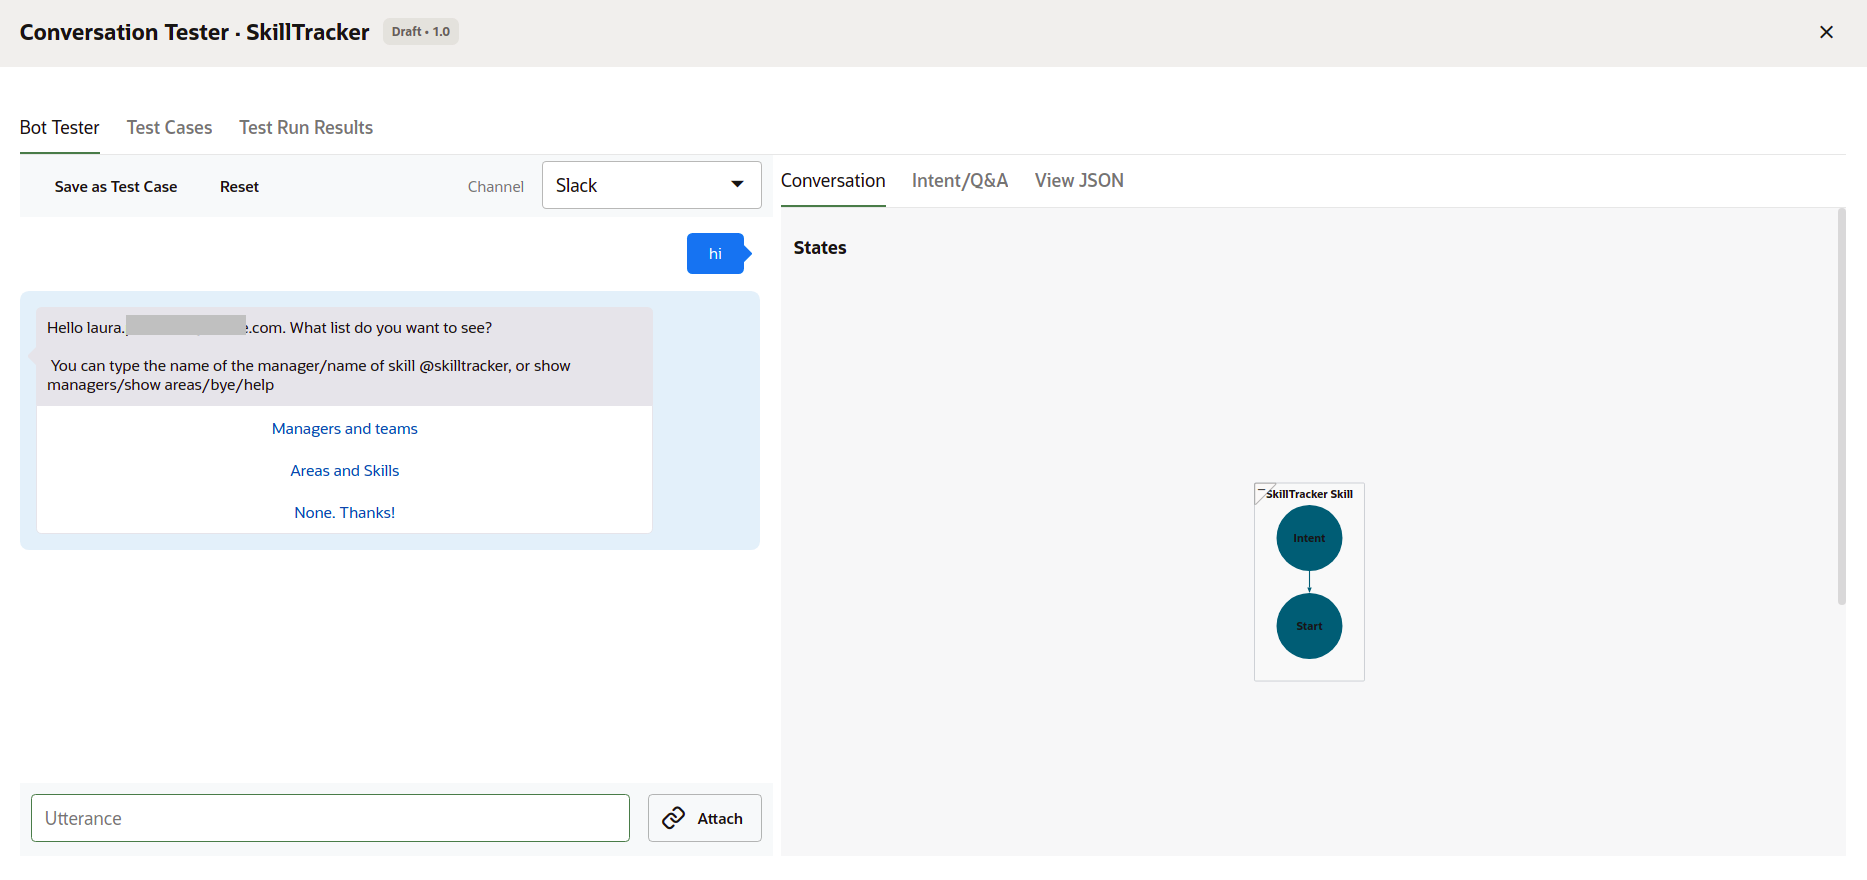 Conversation Tester · SkillTracker Draft • 1.0
Bot Tester Test Cases Test Run Results
Save as Test Case Reset Channel Slack
Conversation Intent/Q&A View JSON
hi
Hello laura. .com. What list do you want to see?
You can type the name of the manager/name of skill @skilltracker, or show
managers/show areas/bye/help
Managers and teams
Areas and Skills
None. Thanks!
Utterance
Attach
States
SkillTracker Skill
Intent
Start